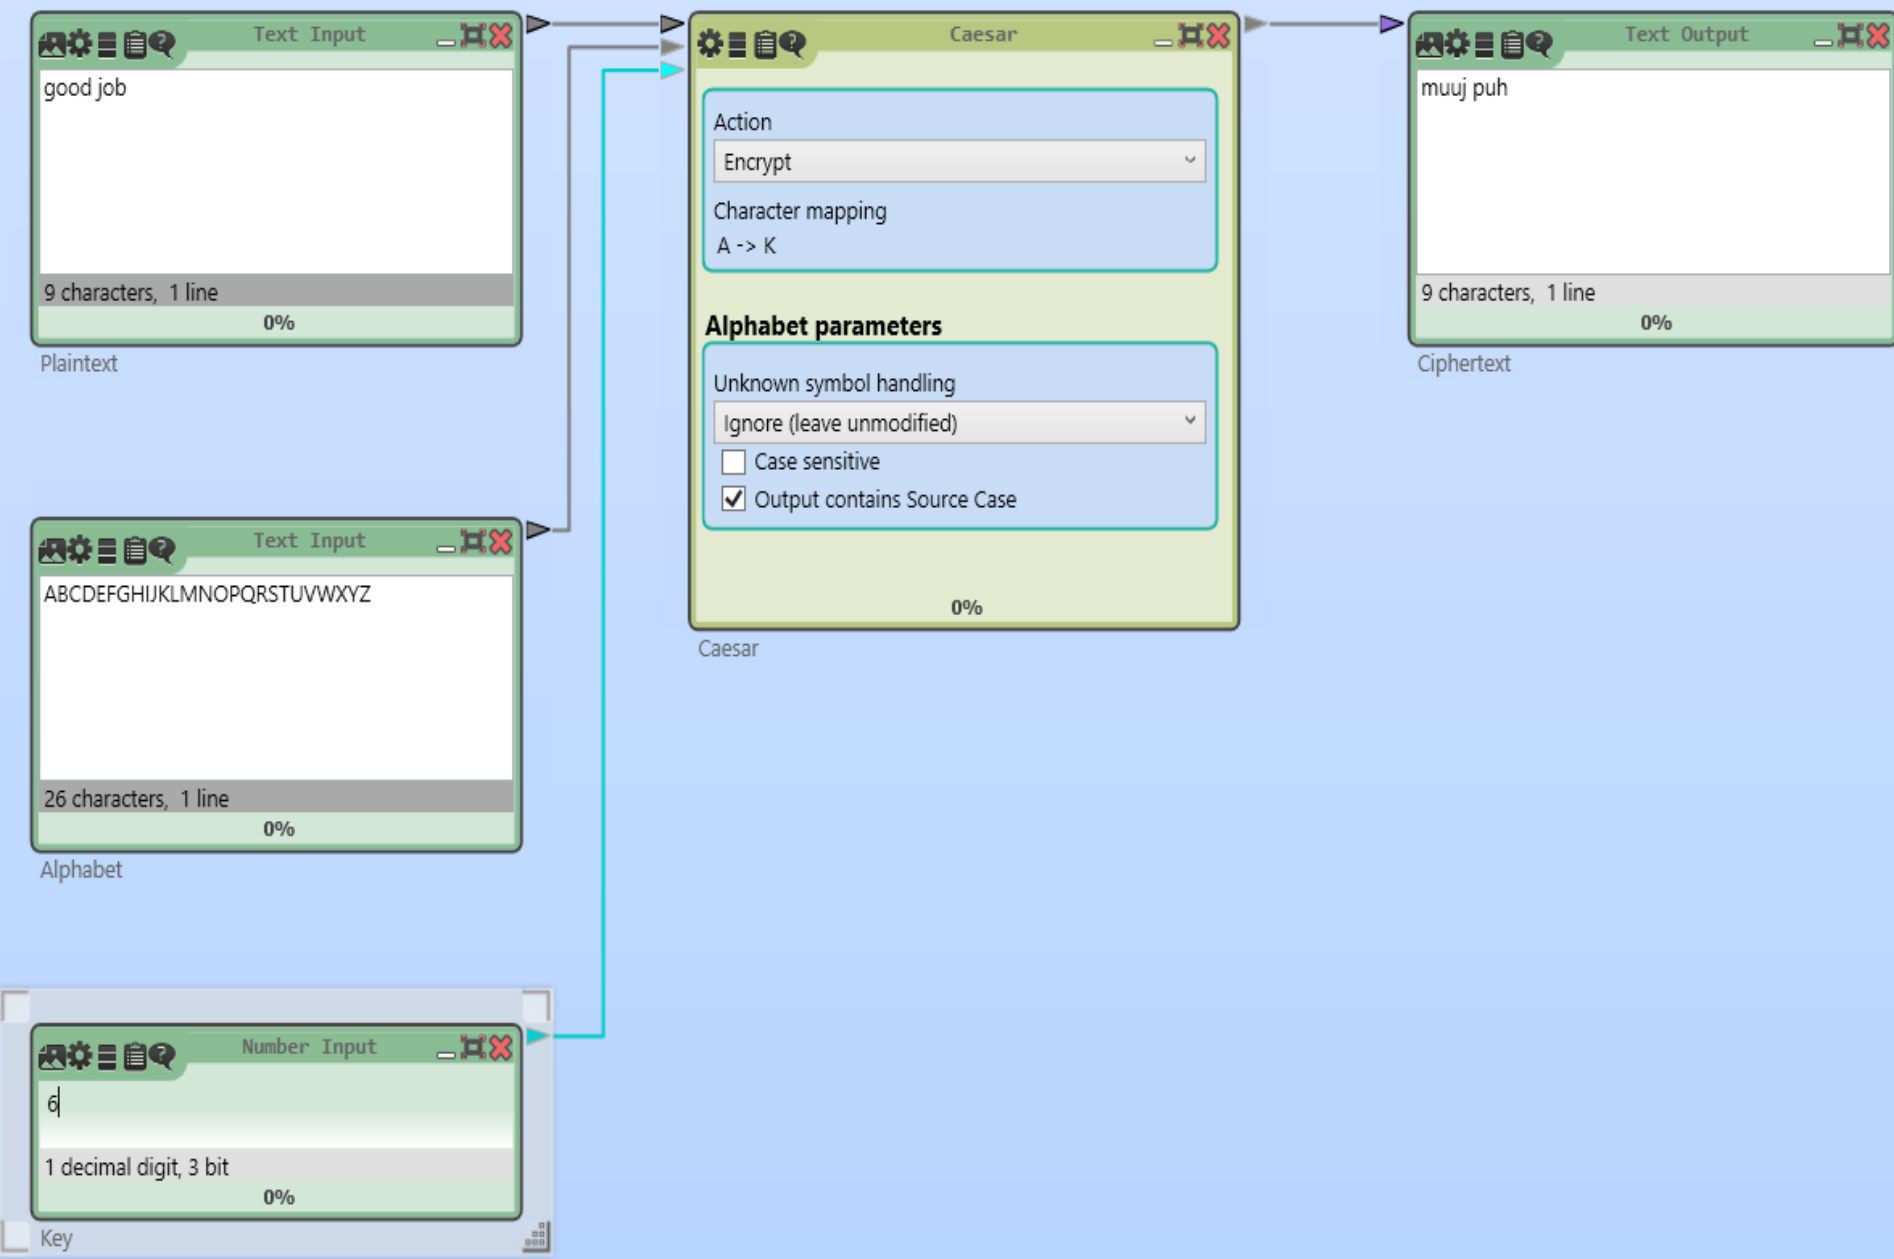 Text Input
good job
9 characters, 1 line
0%
Plaintext
Text Input
ABCDEFGHIJKLMNOPQRSTUVWXYZ
26 characters, 1 line
0%
Alphabet
Number Input
6
1 decimal digit, 3 bit
0%
Key
Caesar
Action
Encrypt
Character mapping
A -> K
Alphabet parameters
Unknown symbol handling
Ignore (leave unmodified)
Case sensitive
Output contains Source Case
0%
Caesar
Text Output
muuj puh
9 characters, 1 line
0%
Ciphertext